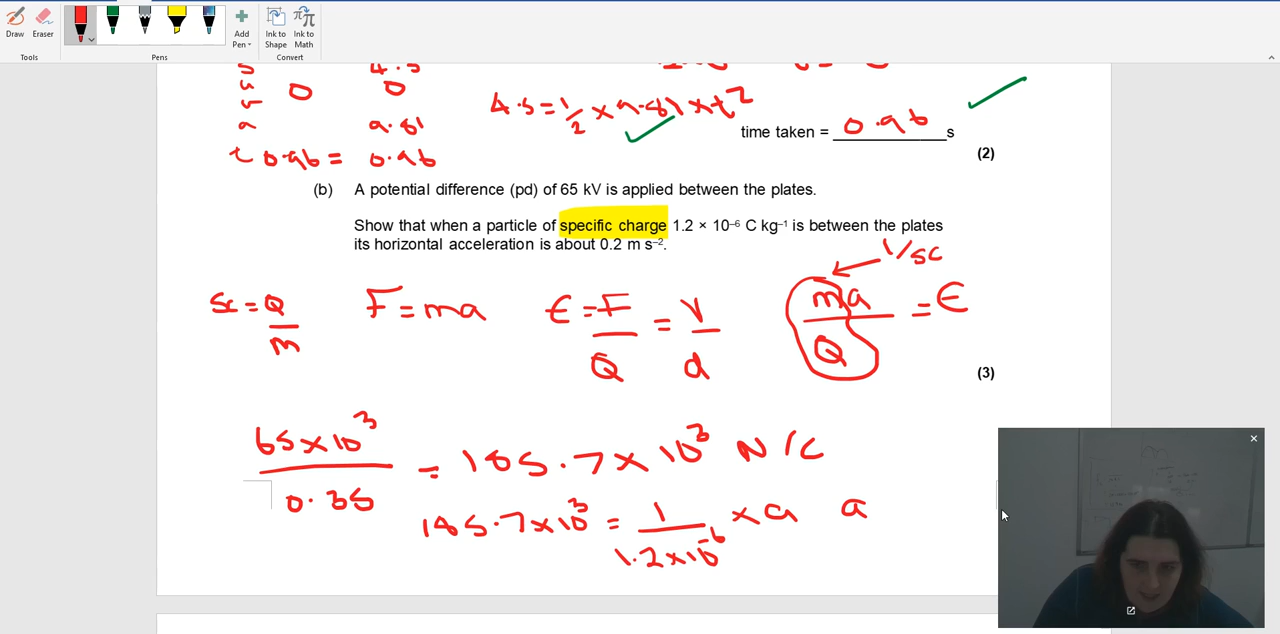 Draw
Eraser
Add
Pen
Ink to
Shape
Ink to
Math
Tools
Pens
Convert
0 0
4.5 = 1/2 × 9.81 × t²
a 9.81
t 0.96 = 0.96
time taken = 0.96 s
(2)
(b) A potential difference (pd) of 65 kV is applied between the plates.
Show that when a particle of specific charge 1.2 × 10⁻⁶ C kg⁻¹ is between the plates
its horizontal acceleration is about 0.2 m s⁻².
1/SC
SC = Q/m F = ma E = F/Q = V/d ma/Q = E
(3)
65×10³/0.35 = 185.7×10³ N/C
185.7×10³ = 1/1.2×10⁻⁶ × a a